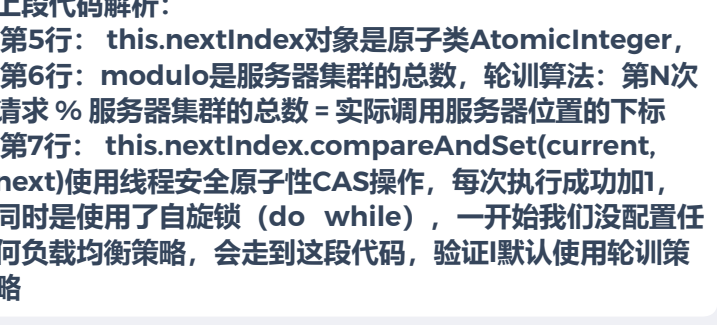 上段代码解析：
第5行： this.nextIndex对象是原子类AtomicInteger，
第6行：modulo是服务器集群的总数，轮训算法：第N次
请求 % 服务器集群的总数 = 实际调用服务器位置的下标
第7行： this.nextIndex.compareAndSet(current,
next)使用线程安全原子性CAS操作，每次执行成功加1，
同时是使用了自旋锁（do while），一开始我们没配置任
何负载均衡策略，会走到这段代码，验证I默认使用轮训策
略